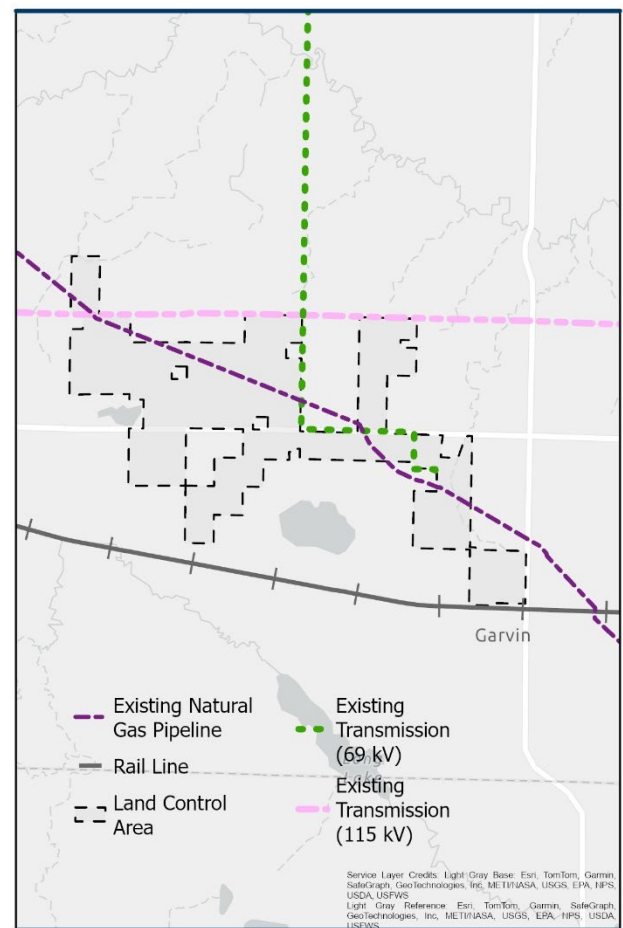 Garvin
Existing Natural
Gas Pipeline
Rail Line
Land Control
Area
Existing
Transmission
(69 kV)
Existing
Transmission
(115 kV)
Lake
Service Layer Credits: Light Gray Base: Esri, TomTom, Garmin,
SafeGraph, GeoTechnologies, Inc, METI/NASA, USGS, EPA, NPS,
USDA, USFWS
Light Gray Reference: Esri, TomTom, Garmin, SafeGraph,
GeoTechnologies, Inc, METI/NASA, USGS, EPA, NPS, USDA,
USFWS